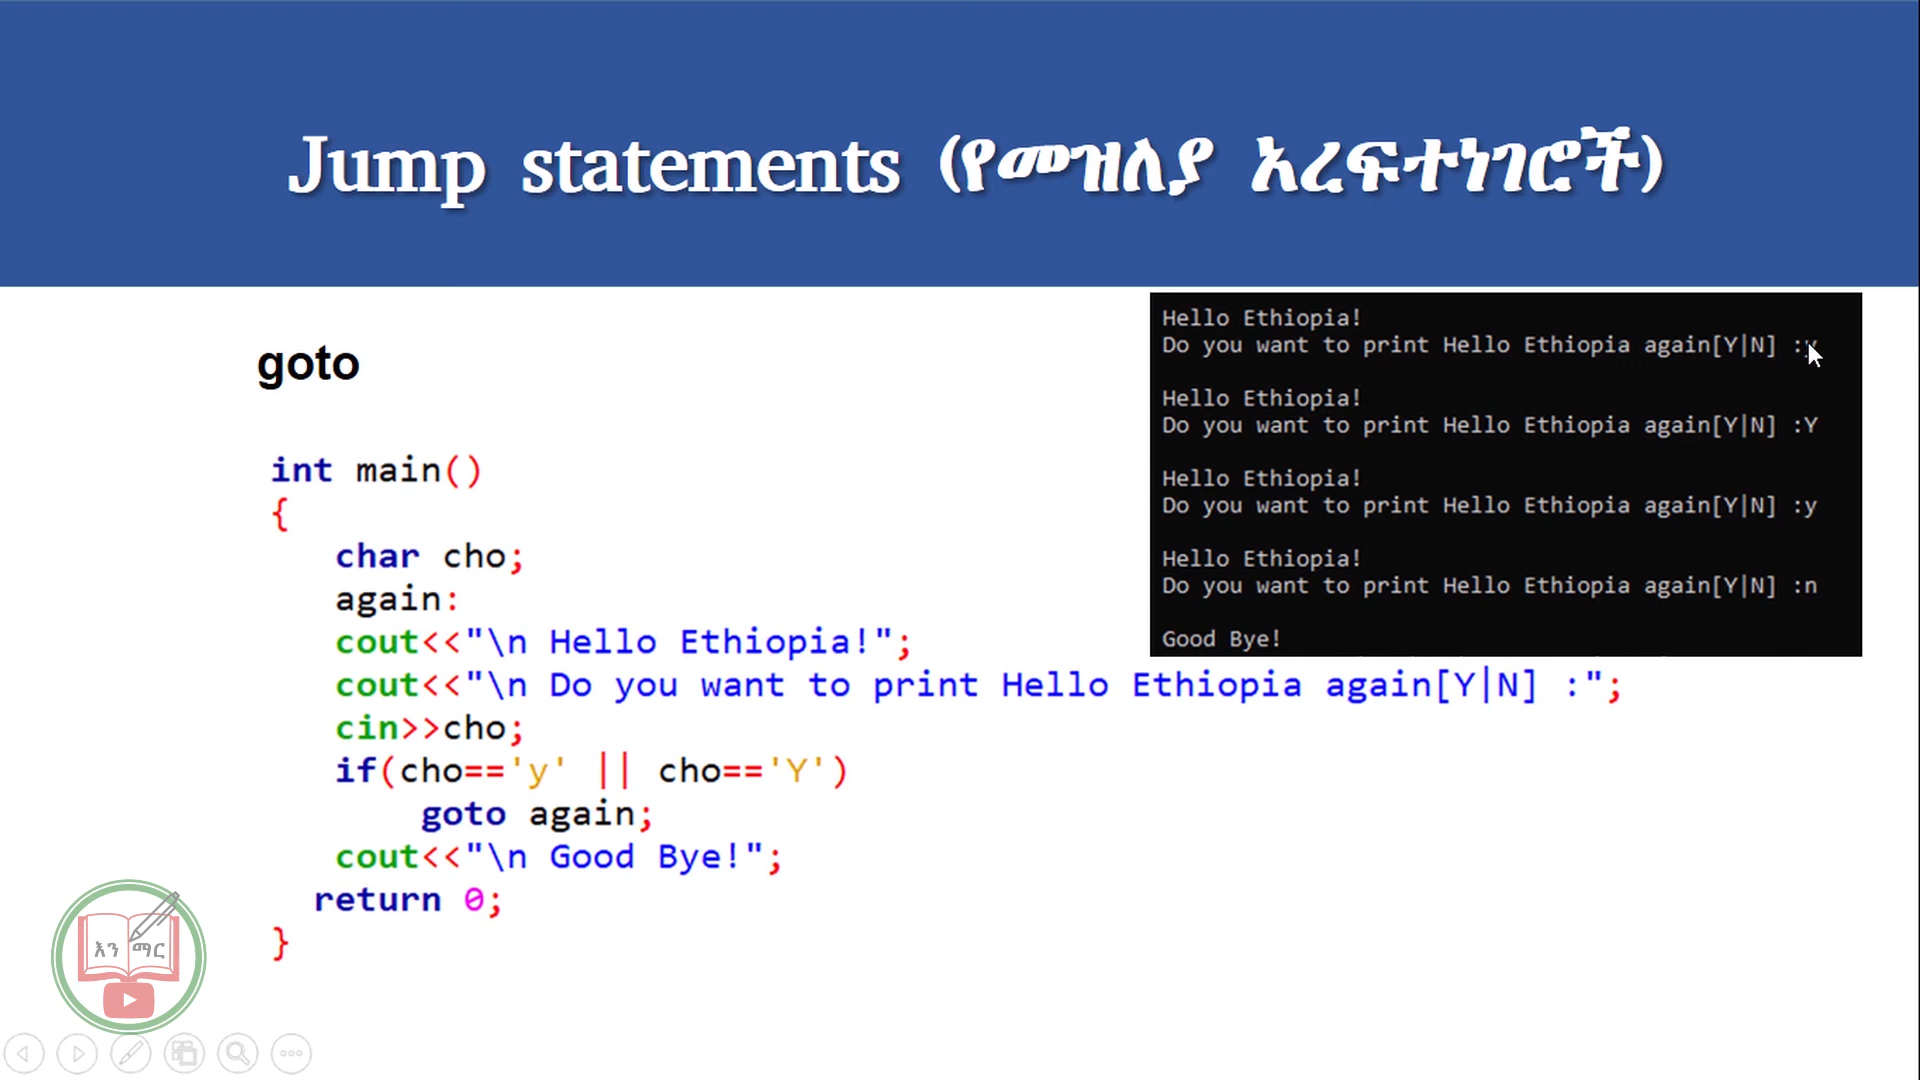 Jump statements (የመዝለያ አረፍተነገሮች)
goto
int main()
{
char cho;
again:
cout<<"\n Hello Ethiopia!";
cout<<"\n Do you want to print Hello Ethiopia again[Y|N] :";
cin>>cho;
if(cho=='y' || cho=='Y')
goto again;
cout<<"\n Good Bye!";
return 0;
}
Hello Ethiopia!
Do you want to print Hello Ethiopia again[Y|N] :y
Hello Ethiopia!
Do you want to print Hello Ethiopia again[Y|N] :Y
Hello Ethiopia!
Do you want to print Hello Ethiopia again[Y|N] :y
Hello Ethiopia!
Do you want to print Hello Ethiopia again[Y|N] :n
Good Bye!
እን ማር